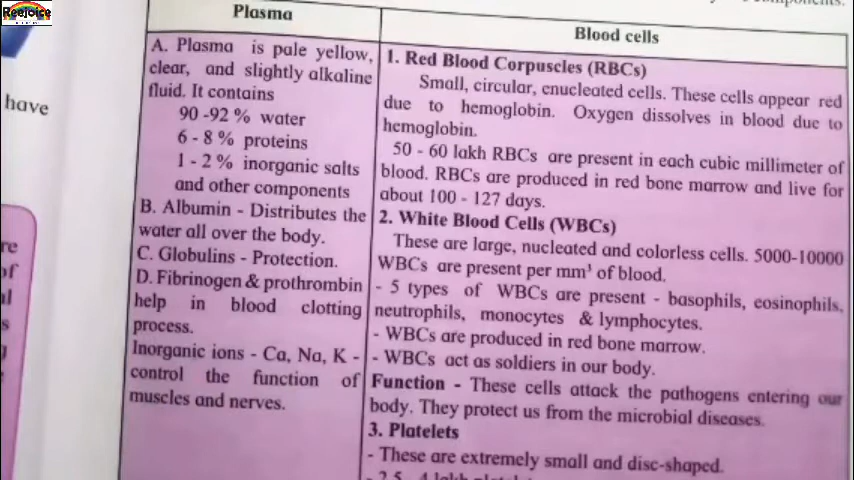 Reejoice
have
Plasma
A. Plasma is pale yellow,
clear, and slightly alkaline
fluid. It contains
90 -92 % water
6 - 8 % proteins
1 - 2 % inorganic salts
and other components
B. Albumin - Distributes the
water all over the body.
C. Globulins - Protection.
D. Fibrinogen & prothrombin
help in blood clotting
process.
Inorganic ions - Ca, Na, K -
control the function of
muscles and nerves.
Blood cells
1. Red Blood Corpuscles (RBCs)
Small, circular, enucleated cells. These cells appear red
due to hemoglobin. Oxygen dissolves in blood due to
hemoglobin.
50 - 60 lakh RBCs are present in each cubic millimeter of
blood. RBCs are produced in red bone marrow and live for
about 100 - 127 days.
2. White Blood Cells (WBCs)
These are large, nucleated and colorless cells. 5000-10000
WBCs are present per mm³ of blood.
- 5 types of WBCs are present - basophils, eosinophils,
neutrophils, monocytes & lymphocytes.
- WBCs are produced in red bone marrow.
- WBCs act as soldiers in our body.
Function - These cells attack the pathogens entering our
body. They protect us from the microbial diseases.
3. Platelets
- These are extremely small and disc-shaped.